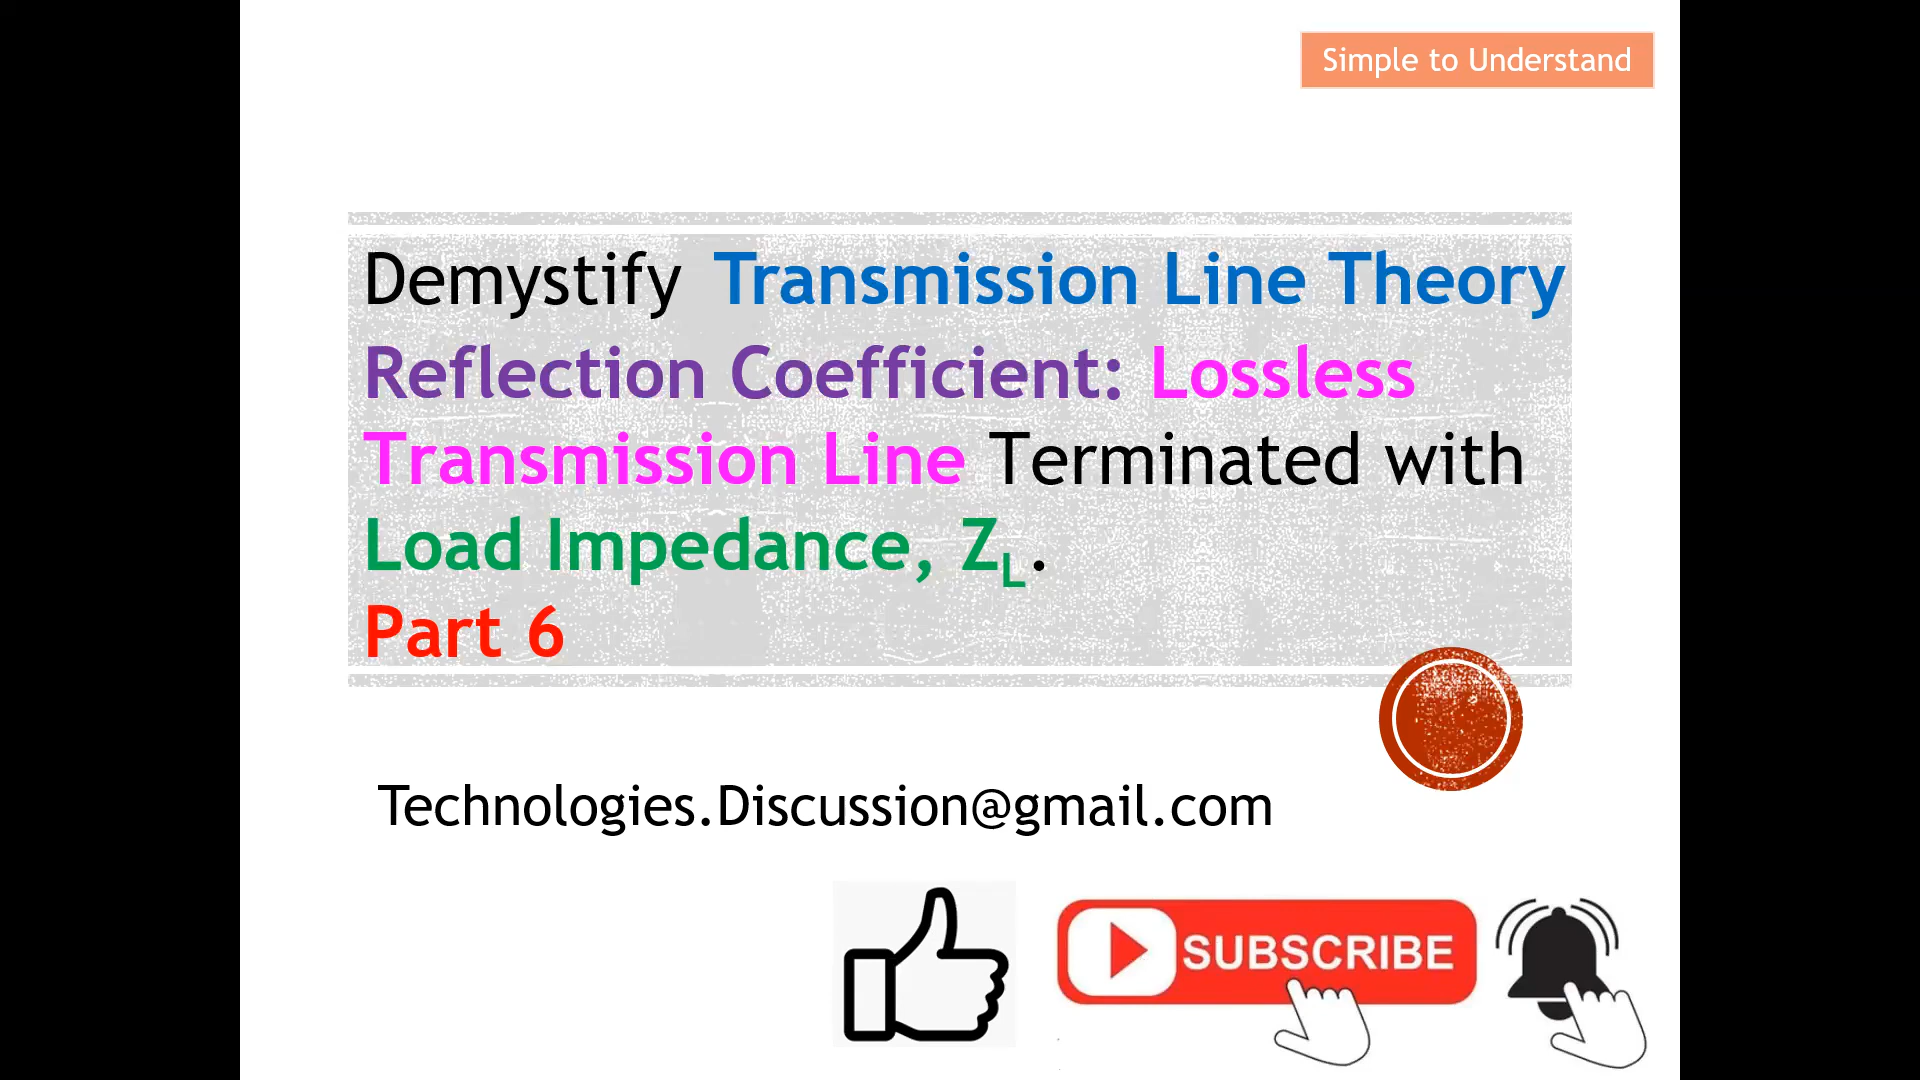 Simple to Understand
Demystify Transmission Line Theory
Reflection Coefficient: Lossless
Transmission Line Terminated with
Load Impedance, Z_L.
Part 6
Technologies.Discussion@gmail.com
SUBSCRIBE